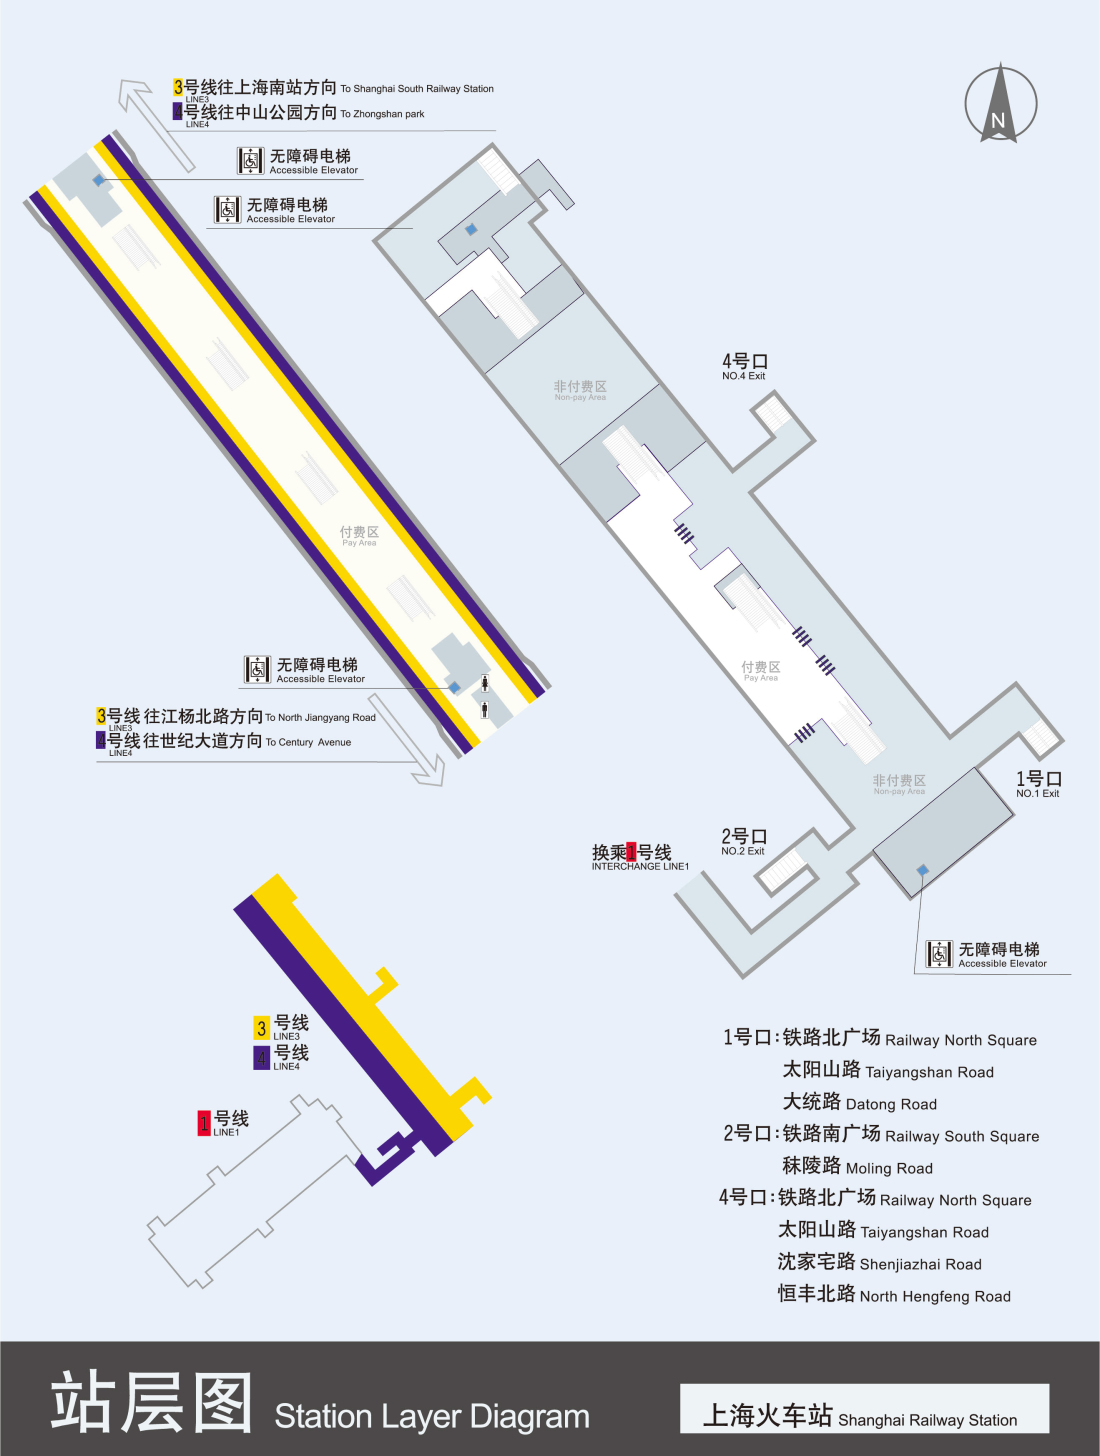 3号线往上海南站方向 To Shanghai South Railway Station
LINE3
4号线往中山公园方向 To Zhongshan park
LINE4
N
无障碍电梯
Accessible Elevator
无障碍电梯
Accessible Elevator
4号口
NO.4 Exit
非付费区
Non-pay Area
付费区
Pay Area
无障碍电梯
Accessible Elevator
付费区
Pay Area
3号线 往江杨北路方向 To North Jiangyang Road
LINE3
4号线 往世纪大道方向 To Century Avenue
LINE4
非付费区
Non-pay Area
1号口
NO.1 Exit
2号口
NO.2 Exit
换乘1号线
INTERCHANGE LINE1
无障碍电梯
Accessible Elevator
3 号线
LINE3
4 号线
LINE4
1 号线
LINE1
1号口:铁路北广场 Railway North Square
太阳山路 Taiyangshan Road
大统路 Datong Road
2号口:铁路南广场 Railway South Square
秣陵路 Moling Road
4号口:铁路北广场 Railway North Square
太阳山路 Taiyangshan Road
沈家宅路 Shenjiazhai Road
恒丰北路 North Hengfeng Road
站层图 Station Layer Diagram
上海火车站 Shanghai Railway Station